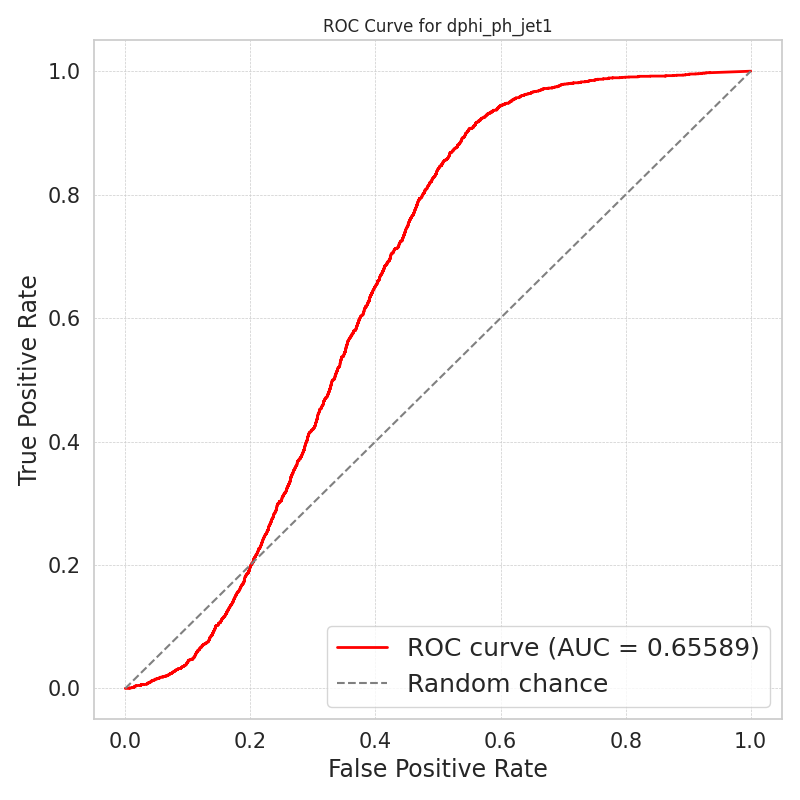 ROC Curve for dphi_ph_jet1
1.0
0.8
0.6
0.4
0.2
0.0
True Positive Rate
ROC curve (AUC = 0.65589)
Random chance
0.0 0.2 0.4 0.6 0.8 1.0
False Positive Rate